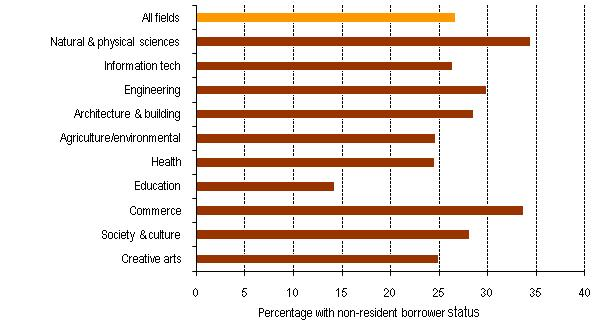 All fields
Natural & physical sciences
Information tech
Engineering
Architecture & building
Agriculture/environmental
Health
Education
Commerce
Society & culture
Creative arts
0 5 10 15 20 25 30 35 40
Percentage with non-resident borrower status